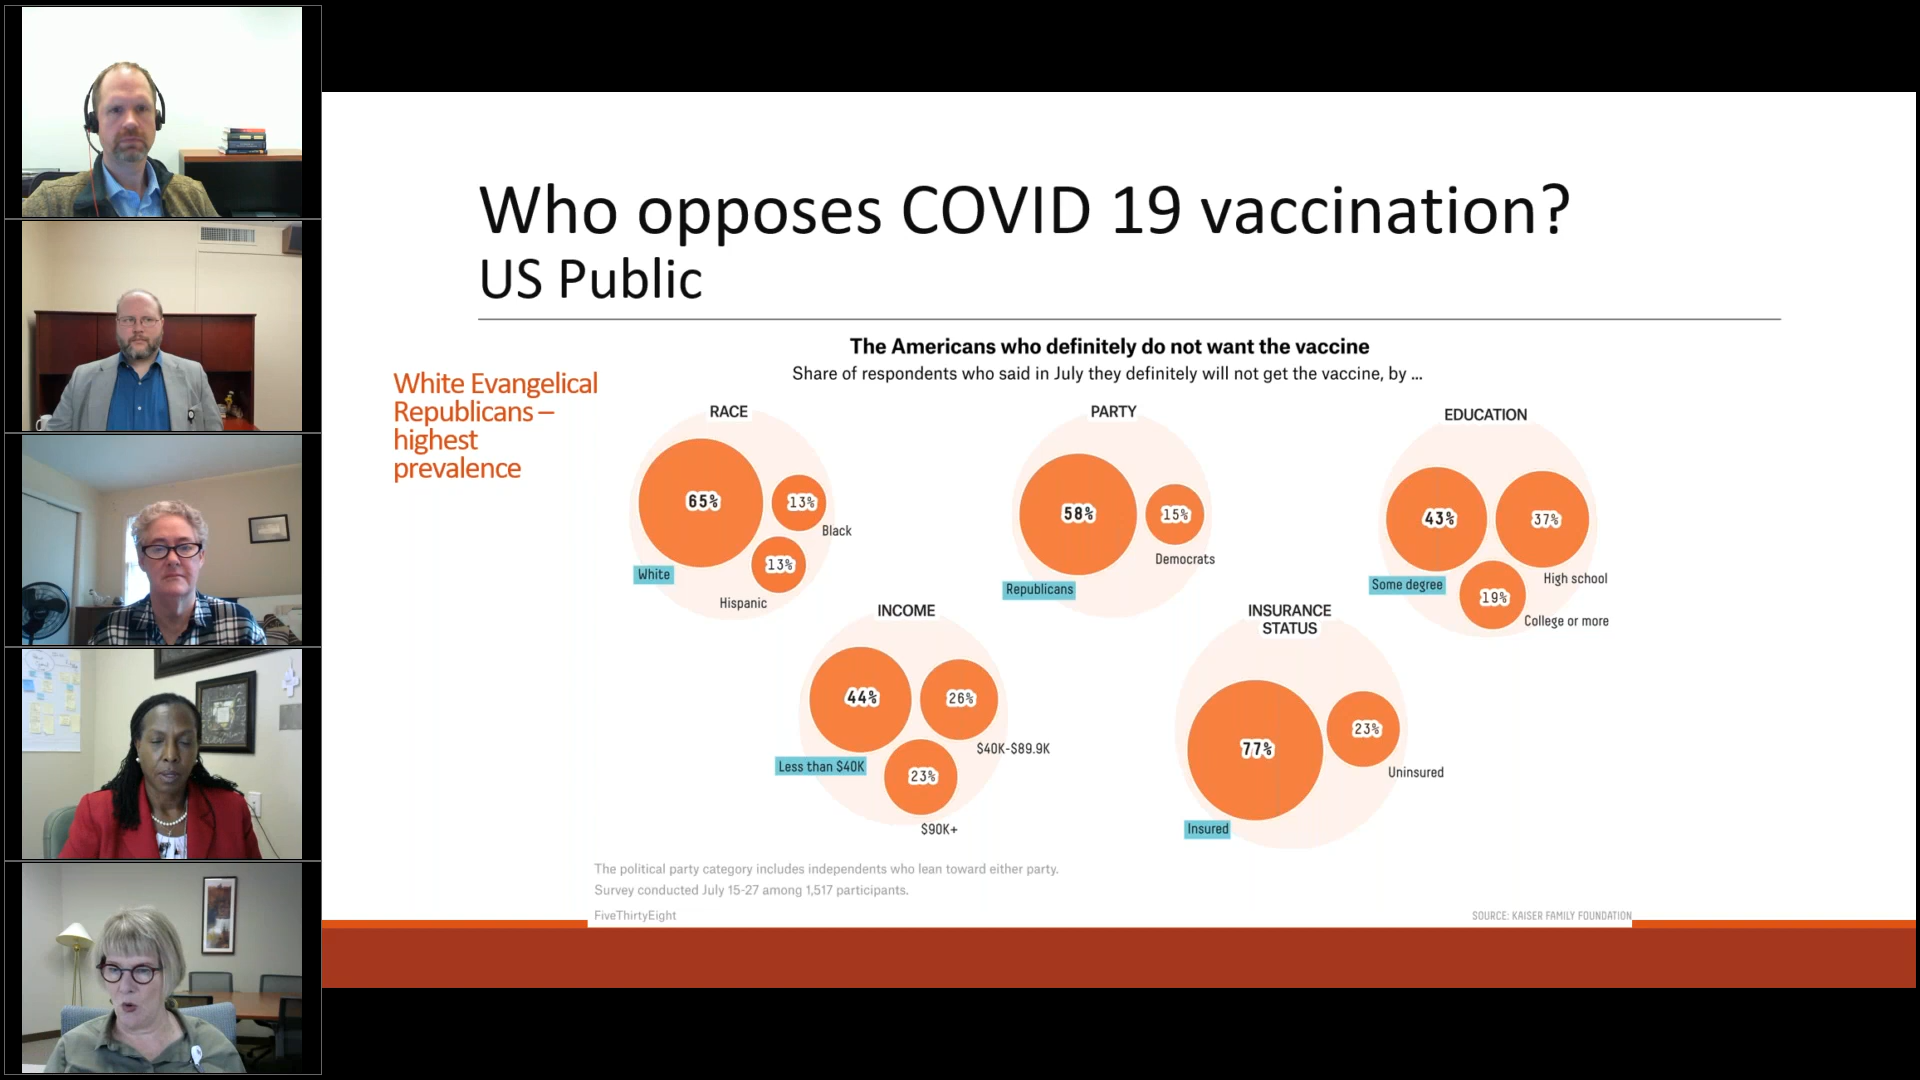 Who opposes COVID 19 vaccination?
US Public
White Evangelical
Republicans –
highest
prevalence
The Americans who definitely do not want the vaccine
Share of respondents who said in July they definitely will not get the vaccine, by ...
RACE
65%
White
13%
Black
13%
Hispanic
PARTY
58%
Republicans
15%
Democrats
EDUCATION
43%
Some degree
37%
High school
19%
College or more
INCOME
44%
Less than $40K
26%
$40K-$89.9K
23%
$90K+
INSURANCE
STATUS
77%
Insured
23%
Uninsured
The political party category includes independents who lean toward either party.
Survey conducted July 15-27 among 1,517 participants.
FiveThirtyEight
SOURCE: KAISER FAMILY FOUNDATION